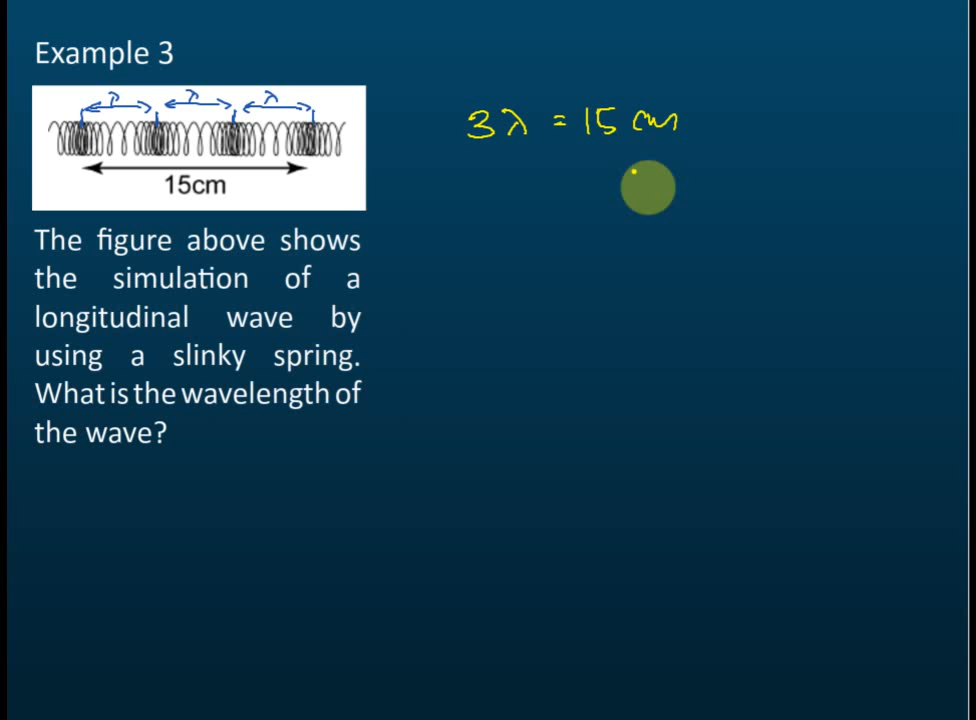 Example 3
λ λ λ
3λ = 15 cm
15cm
The figure above shows
the simulation of a
longitudinal wave by
using a slinky spring.
What is the wavelength of
the wave?